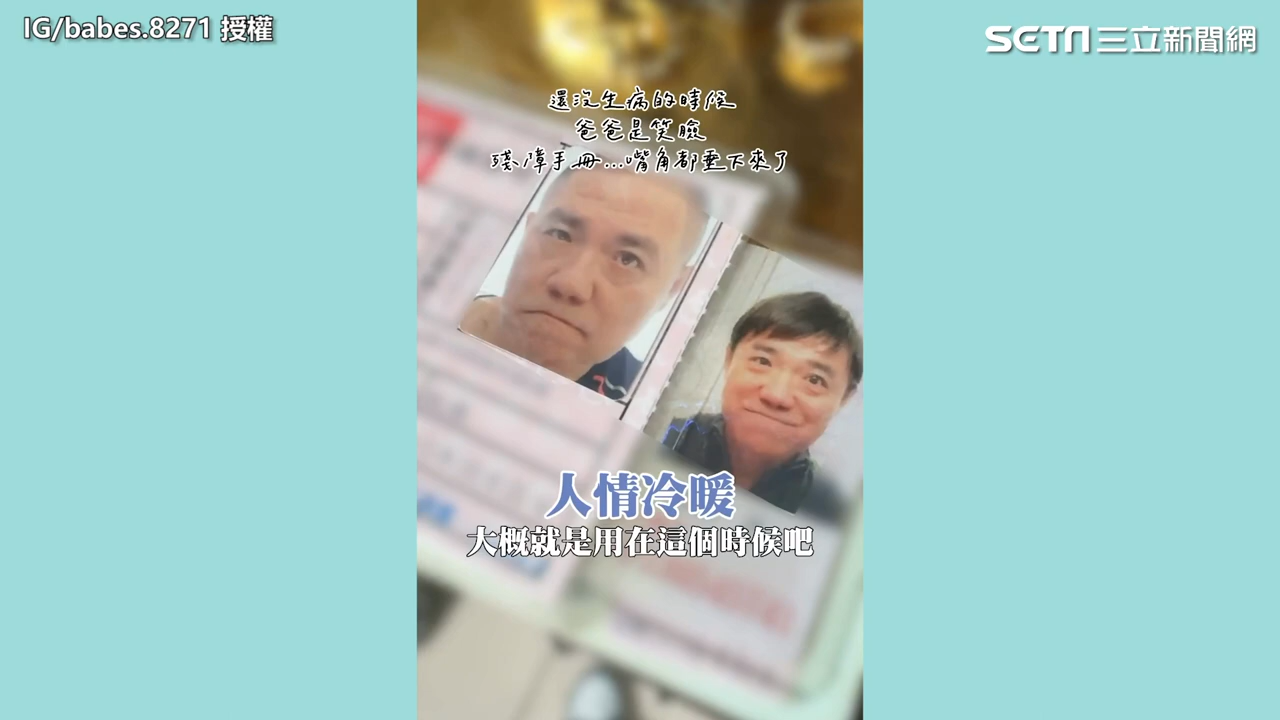 IG/babes.8271 授權
SETN三立新聞網
還沒生病的時候
爸爸是笑臉
殘障手冊...嘴角都垂下來了
人情冷暖
大概就是用在這個時候吧